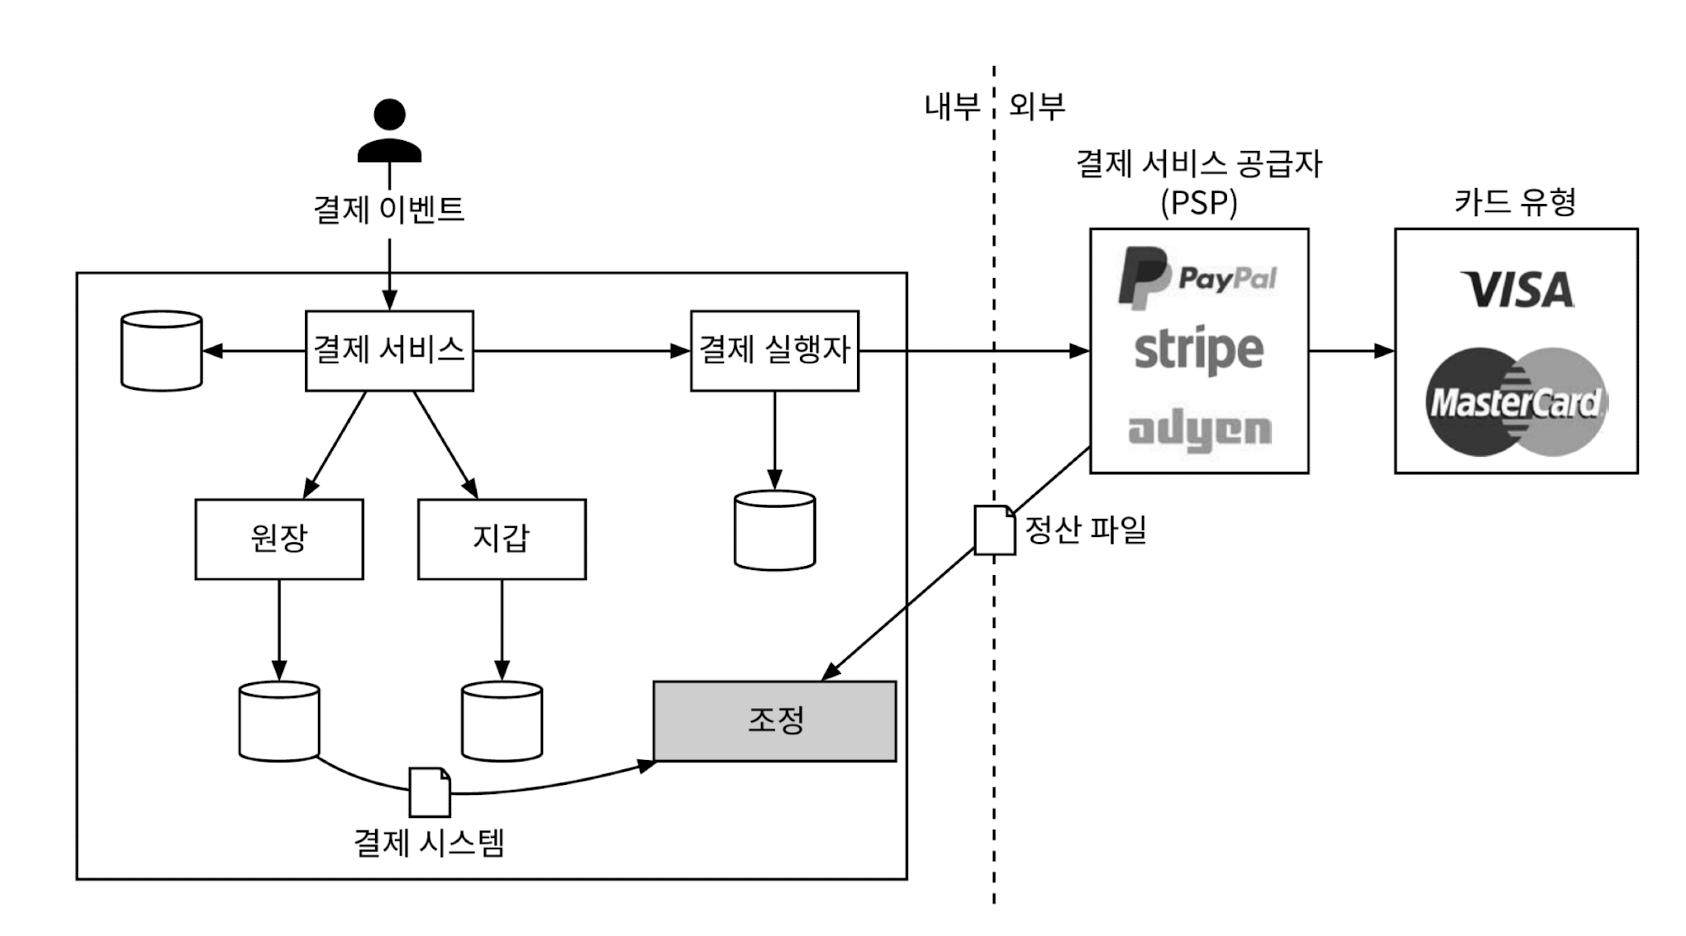 내부
외부
결제 이벤트
결제 서비스 공급자
(PSP)
카드 유형
PayPal
VISA
결제 서비스
결제 실행자
stripe
MasterCard
adyen
원장
지갑
정산 파일
조정
결제 시스템